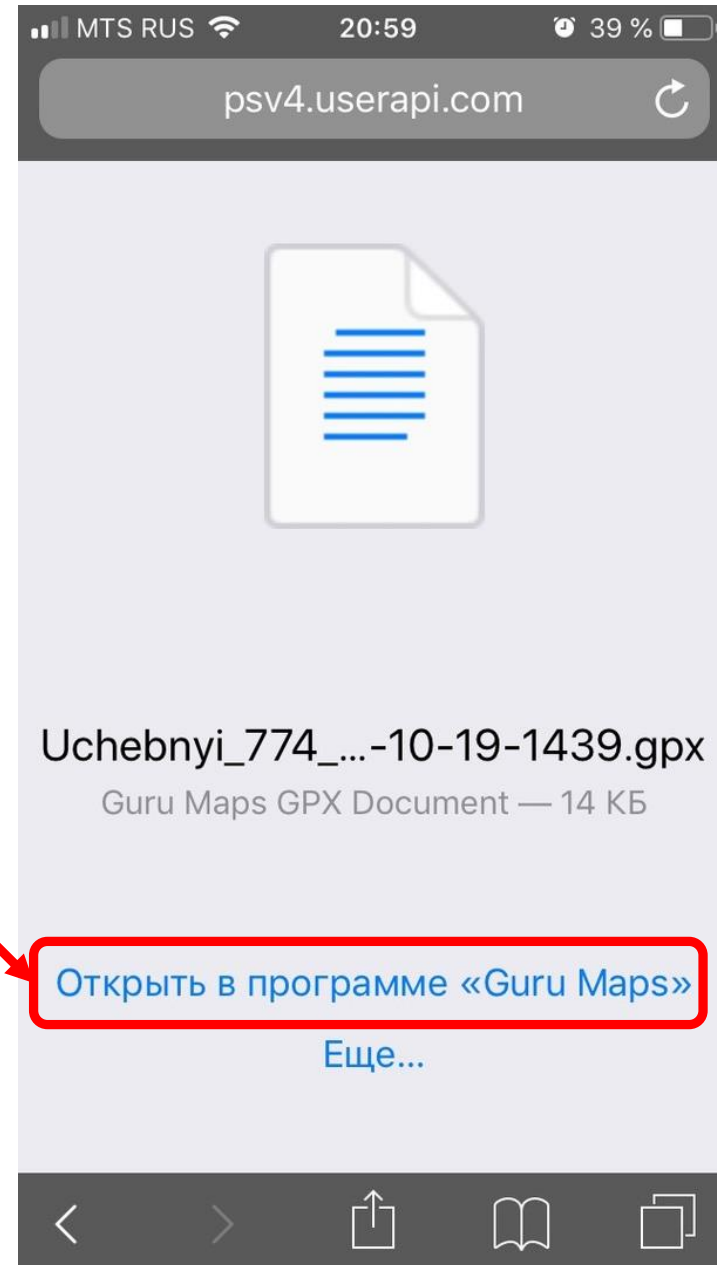 MTS RUS 20:59 39 %
psv4.userapi.com
Uchebnyi_774_...-10-19-1439.gpx
Guru Maps GPX Document — 14 КБ
Открыть в программе «Guru Maps»
Еще...